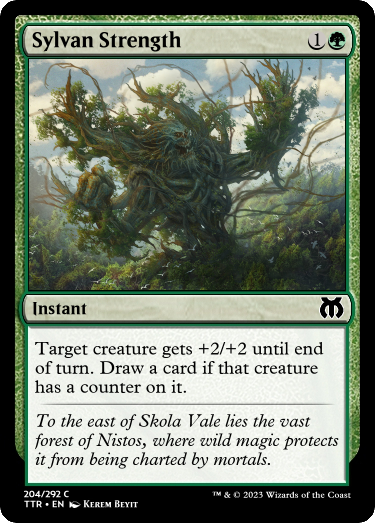 Sylvan Strength 1
Instant
Target creature gets +2/+2 until end
of turn. Draw a card if that creature
has a counter on it.
To the east of Skola Vale lies the vast
forest of Nistos, where wild magic protects
it from being charted by mortals.
204/292 C
TTR • EN Kerem Beyit
™ & © 2023 Wizards of the Coast